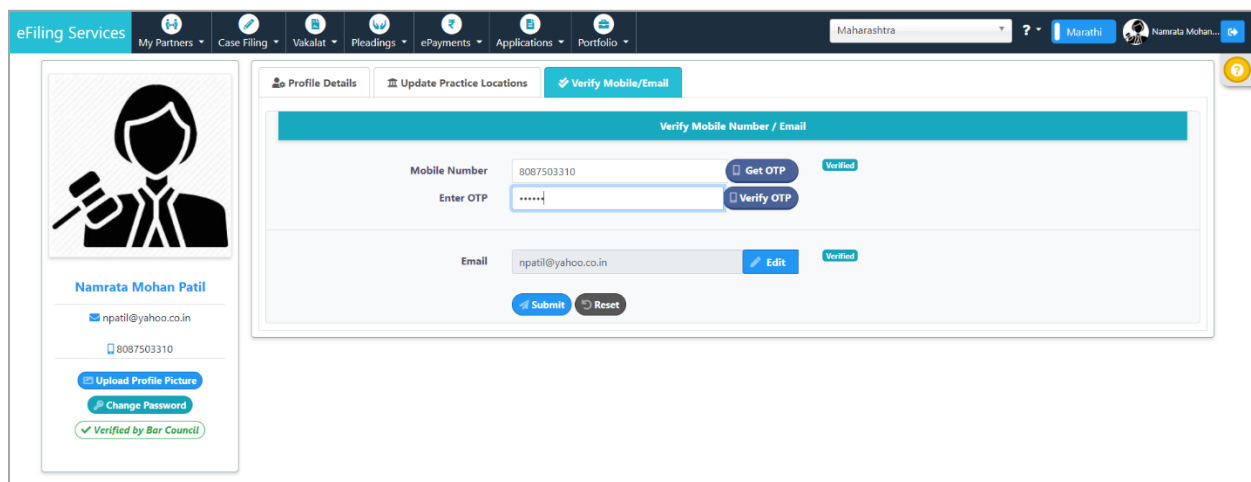 eFiling Services
My Partners
Case Filing
Vakalat
Pleadings
ePayments
Applications
Portfolio
Maharashtra
?
Marathi
Namrata Mohan...
Profile Details
Update Practice Locations
Verify Mobile/Email
?
Verify Mobile Number / Email
Mobile Number
8087503310
Get OTP
Verified
Enter OTP
••••••
Verify OTP
Email
npatil@yahoo.co.in
Edit
Verified
Submit
Reset
Namrata Mohan Patil
npatil@yahoo.co.in
8087503310
Upload Profile Picture
Change Password
Verified by Bar Council